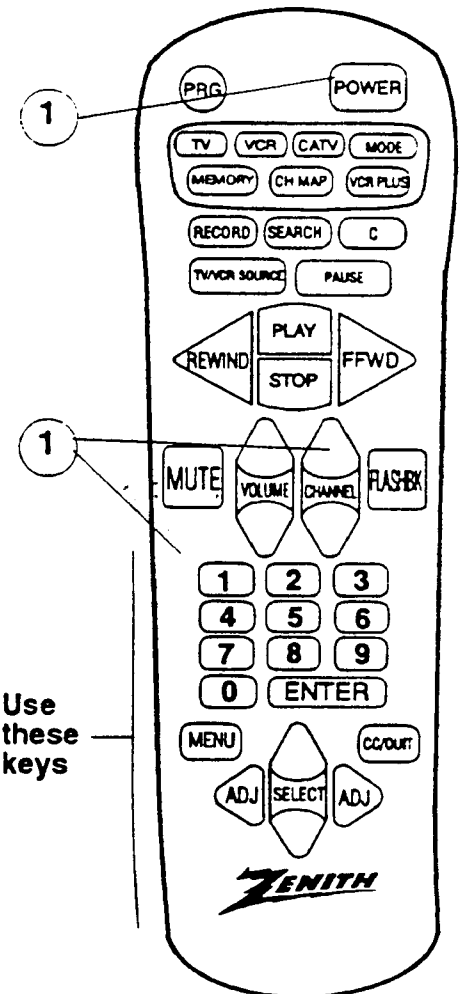 PRG POWER
1
TV VCR CATV MODE
MEMORY CH MAP VCR PLUS
RECORD SEARCH C
TV/VCR SOURCE PAUSE
PLAY
REWIND FFWD
STOP
1
MUTE VOLUME CHANNEL FLASHBK
1 2 3
4 5 6
7 8 9
0 ENTER
Use
these
keys
MENU CC/QUIT
ADJ SELECT ADJ
ZENITH